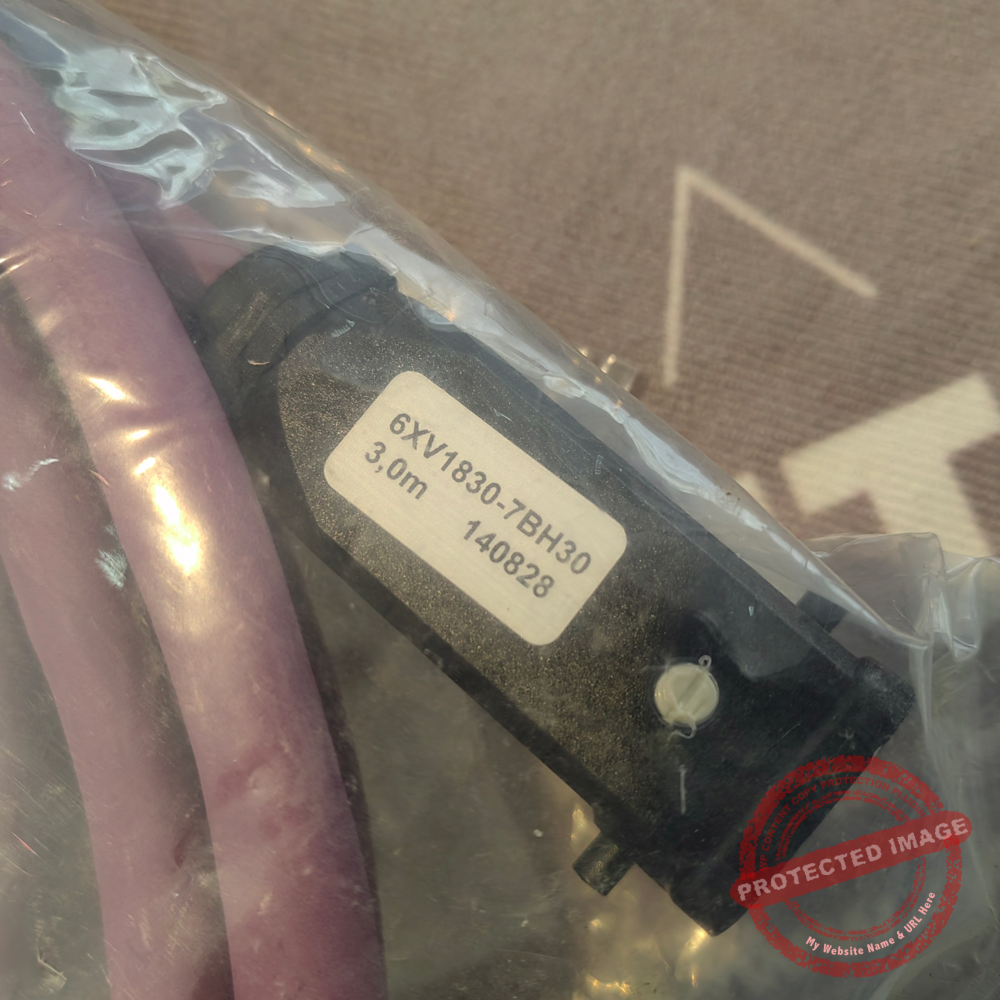 6XV1830-7BH30
3,0m
140828
T
PROTECTED IMAGE
My Website Name & URL Here